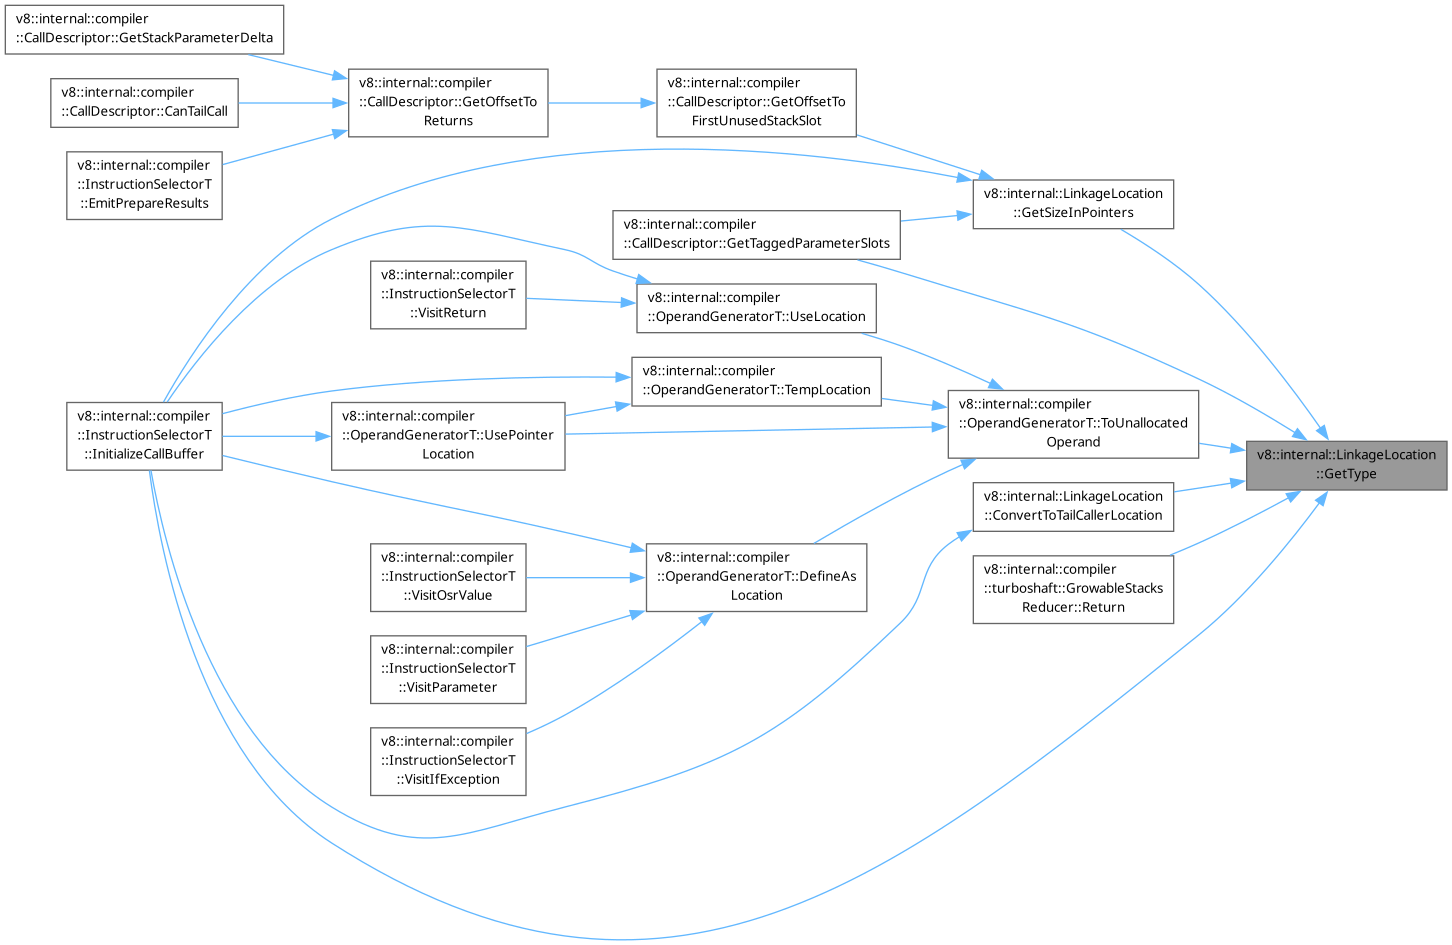 v8::internal::compiler
::CallDescriptor::GetStackParameterDelta
v8::internal::compiler
::CallDescriptor::CanTailCall
v8::internal::compiler
::InstructionSelectorT
::EmitPrepareResults
v8::internal::compiler
::CallDescriptor::GetOffsetTo
Returns
v8::internal::compiler
::CallDescriptor::GetOffsetTo
FirstUnusedStackSlot
v8::internal::LinkageLocation
::GetSizeInPointers
v8::internal::compiler
::CallDescriptor::GetTaggedParameterSlots
v8::internal::compiler
::InstructionSelectorT
::VisitReturn
v8::internal::compiler
::OperandGeneratorT::UseLocation
v8::internal::compiler
::OperandGeneratorT::TempLocation
v8::internal::compiler
::InstructionSelectorT
::InitializeCallBuffer
v8::internal::compiler
::OperandGeneratorT::UsePointer
Location
v8::internal::compiler
::OperandGeneratorT::ToUnallocated
Operand
v8::internal::LinkageLocation
::GetType
v8::internal::LinkageLocation
::ConvertToTailCallerLocation
v8::internal::compiler
::turboshaft::GrowableStacks
Reducer::Return
v8::internal::compiler
::InstructionSelectorT
::VisitOsrValue
v8::internal::compiler
::OperandGeneratorT::DefineAs
Location
v8::internal::compiler
::InstructionSelectorT
::VisitParameter
v8::internal::compiler
::InstructionSelectorT
::VisitIfException